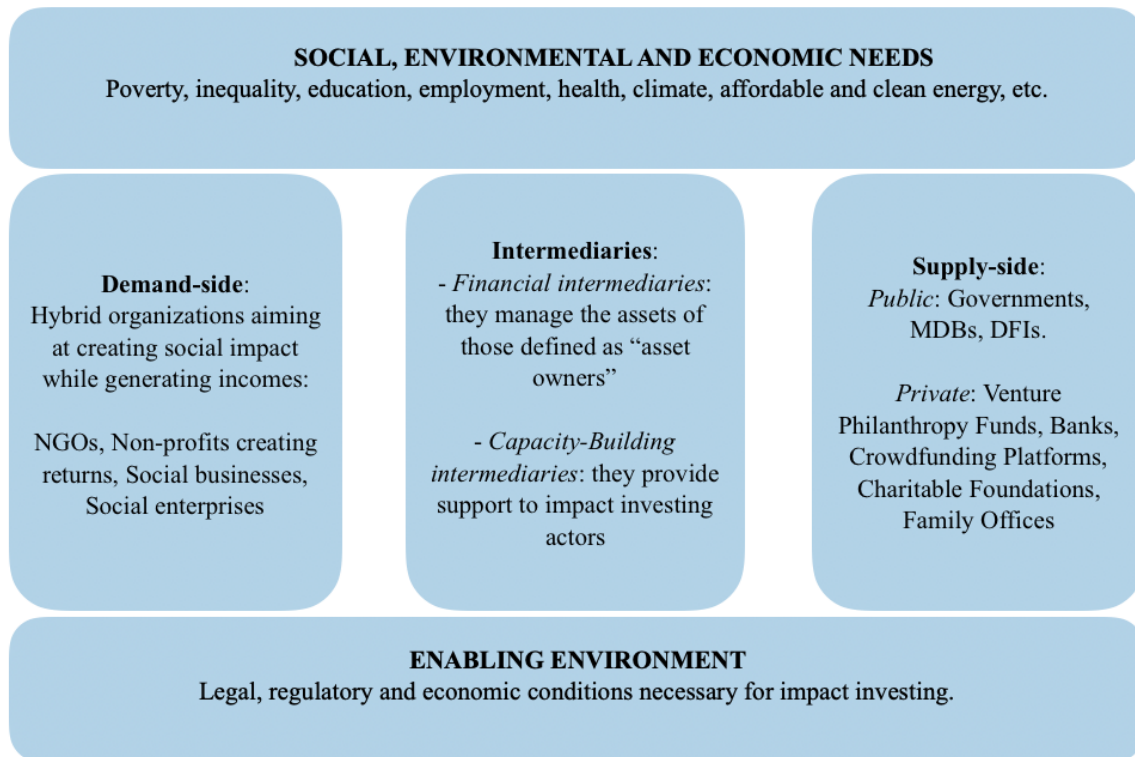 SOCIAL, ENVIRONMENTAL AND ECONOMIC NEEDS
Poverty, inequality, education, employment, health, climate, affordable and clean energy, etc.
Demand-side:
Hybrid organizations aiming
at creating social impact
while generating incomes:
NGOs, Non-profits creating
returns, Social businesses,
Social enterprises
Intermediaries:
- Financial intermediaries:
they manage the assets of
those defined as “asset
owners”
- Capacity-Building
intermediaries: they provide
support to impact investing
actors
Supply-side:
Public: Governments,
MDBs, DFIs.
Private: Venture
Philanthropy Funds, Banks,
Crowdfunding Platforms,
Charitable Foundations,
Family Offices
ENABLING ENVIRONMENT
Legal, regulatory and economic conditions necessary for impact investing.